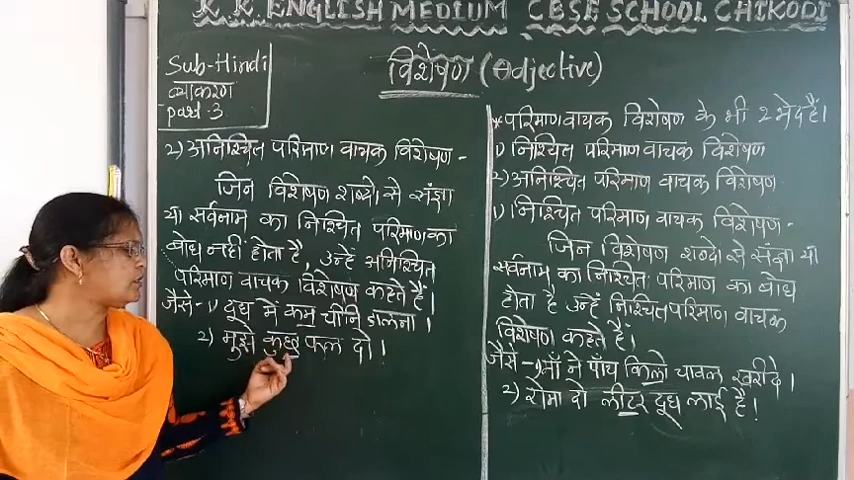 K.K. ENGLISH MEDIUM CBSE SCHOOL CHIKODI
Sub-Hindi
व्याकरण
part-3
विशेषण (Adjective)
2) अनिश्चित परिमाण वाचक विशेषण -
जिन विशेषण शब्दो से संज्ञा
या सर्वनाम का निश्चित परिमाण का
बोध नहीं होता है, उन्हें अनिश्चित
परिमाण वाचक विशेषण कहते हैं।
जैसे - 1) दूध में कम चीनि डालना।
2) मुझे कुछ फल दो।
* परिमाणवाचक विशेषण के भी 2 भेद हैं।
1) निश्चित परिमाण वाचक विशेषण
2) अनिश्चित परिमाण वाचक विशेषण
1) निश्चित परिमाण वाचक विशेषण -
जिन विशेषण शब्दो से संज्ञा या
सर्वनाम का निश्चित परिमाण का बोध
होता है उन्हें निश्चित परिमाण वाचक
विशेषण कहते हैं।
जैसे - 1) माँ ने पाँच किलो चावल खरीदे।
2) रोमा दो लीटर दूध लाई है।